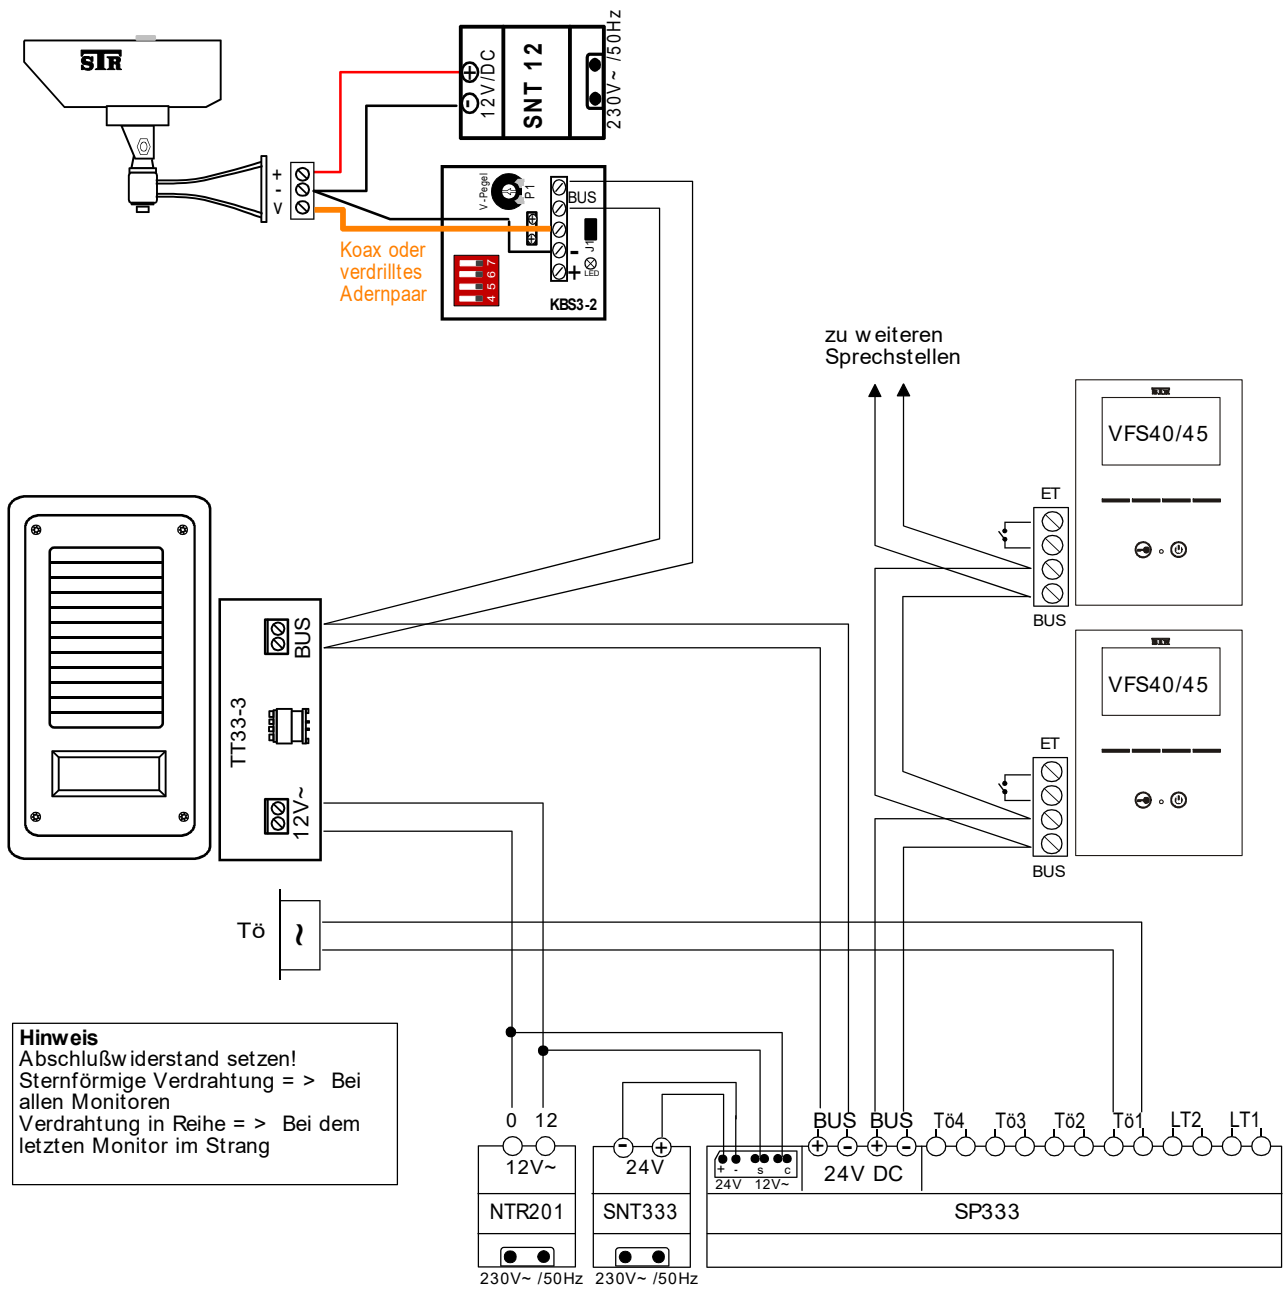 STR
12V/DC
SNT 12
230V~ /50Hz
+
-
V
V-Pegel
P1
BUS
J1
-
+
LED
7
6
5
4
KBS3-2
Koax oder
verdrilltes
Adernpaar
zu weiteren
Sprechstellen
STR
VFS40/45
ET
BUS
STR
VFS40/45
ET
BUS
BUS
TT33-3
12V~
Tö
~
Hinweis
Abschlußwiderstand setzen!
Sternförmige Verdrahtung = > Bei
allen Monitoren
Verdrahtung in Reihe = > Bei dem
letzten Monitor im Strang
0 12
12V~
NTR201
230V~ /50Hz
- +
24V
SNT333
230V~ /50Hz
BUS BUS Tö4 Tö3 Tö2 Tö1 LT2 LT1
+ - + -
+ - s c
24V 12V~
24V DC
SP333